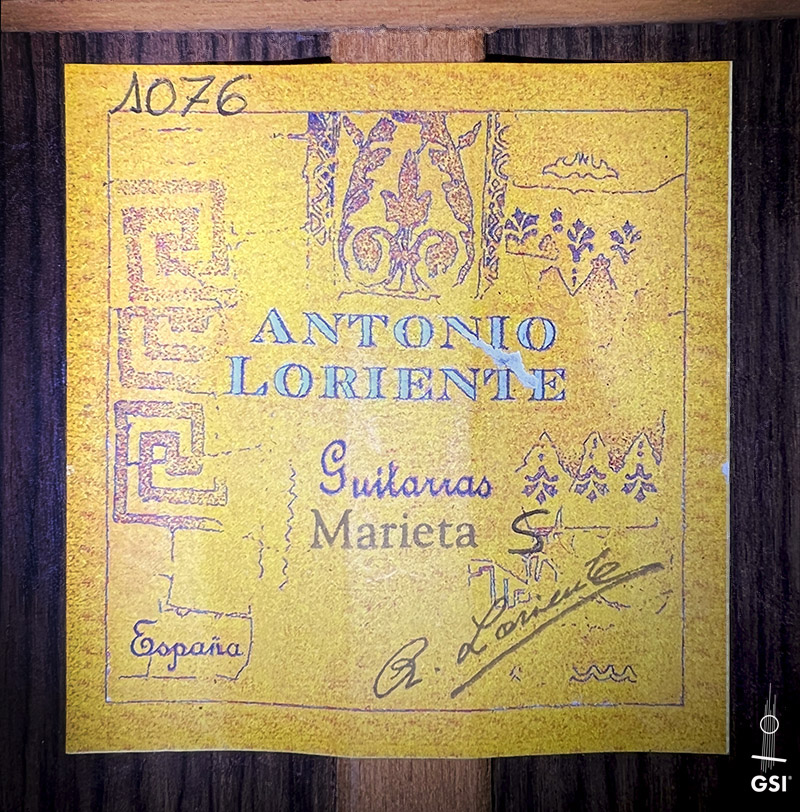 1076
ANTONIO
LORIENTE
Guitarras
Marieta S
R. Loriente
España
GSI